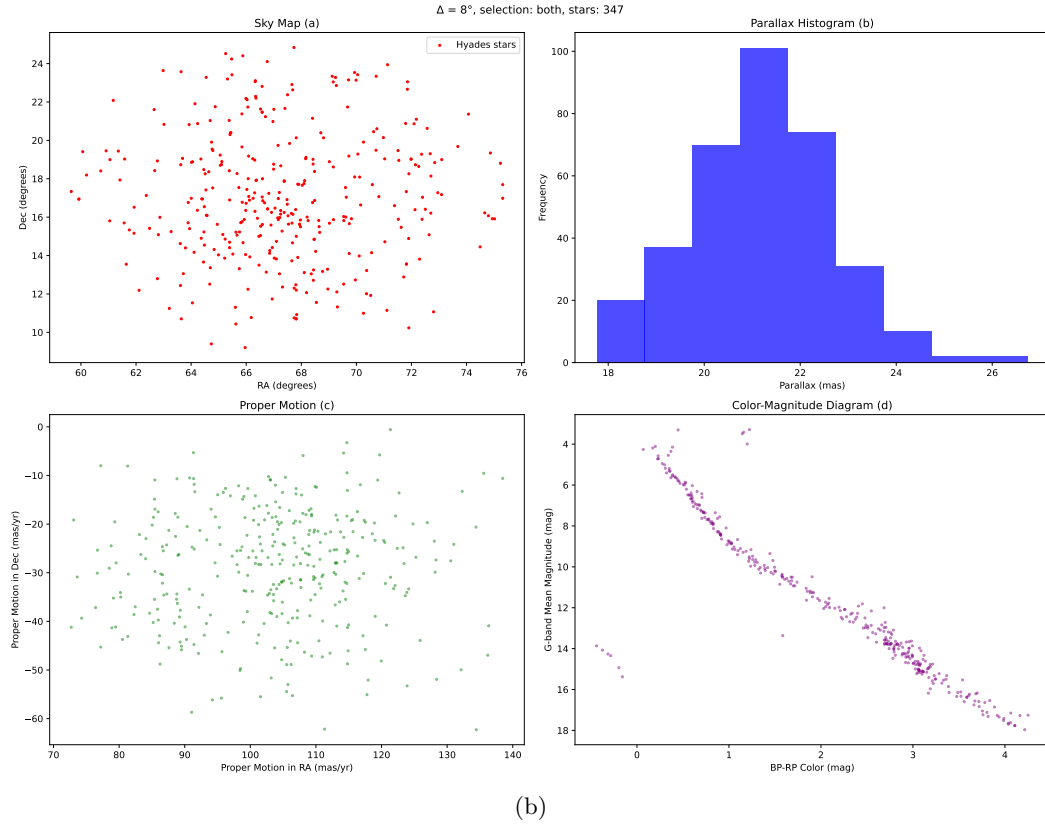 Δ = 8°, selection: both, stars: 347
Sky Map (a)
Hyades stars
Dec (degrees)
24
22
20
18
16
14
12
10
60 62 64 66 68 70 72 74 76
RA (degrees)
Parallax Histogram (b)
Frequency
100
80
60
40
20
0
18 20 22 24 26
Parallax (mas)
Proper Motion (c)
Proper Motion in Dec (mas/yr)
0
−10
−20
−30
−40
−50
−60
70 80 90 100 110 120 130 140
Proper Motion in RA (mas/yr)
Color-Magnitude Diagram (d)
G-band Mean Magnitude (mag)
4
6
8
10
12
14
16
18
0 1 2 3 4
BP-RP Color (mag)
(b)